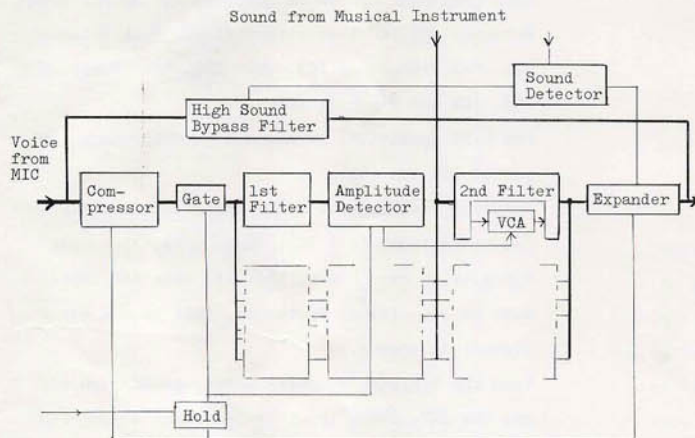 Sound from Musical Instrument
Sound
Detector
High Sound
Bypass Filter
Voice
from
MIC
Com-
pressor
Gate
1st
Filter
Amplitude
Detector
2nd Filter
VCA
Expander
Hold